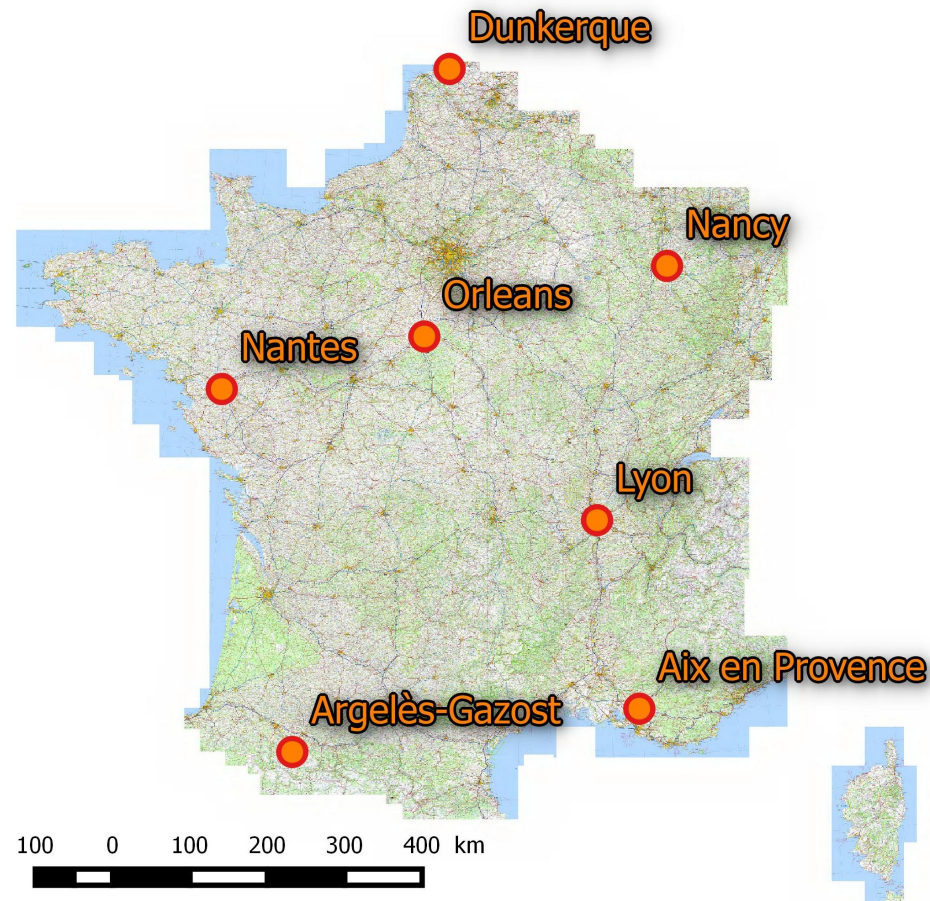 Dunkerque
Nancy
Orleans
Nantes
Lyon
Aix en Provence
Argelès-Gazost
100 0 100 200 300 400 km